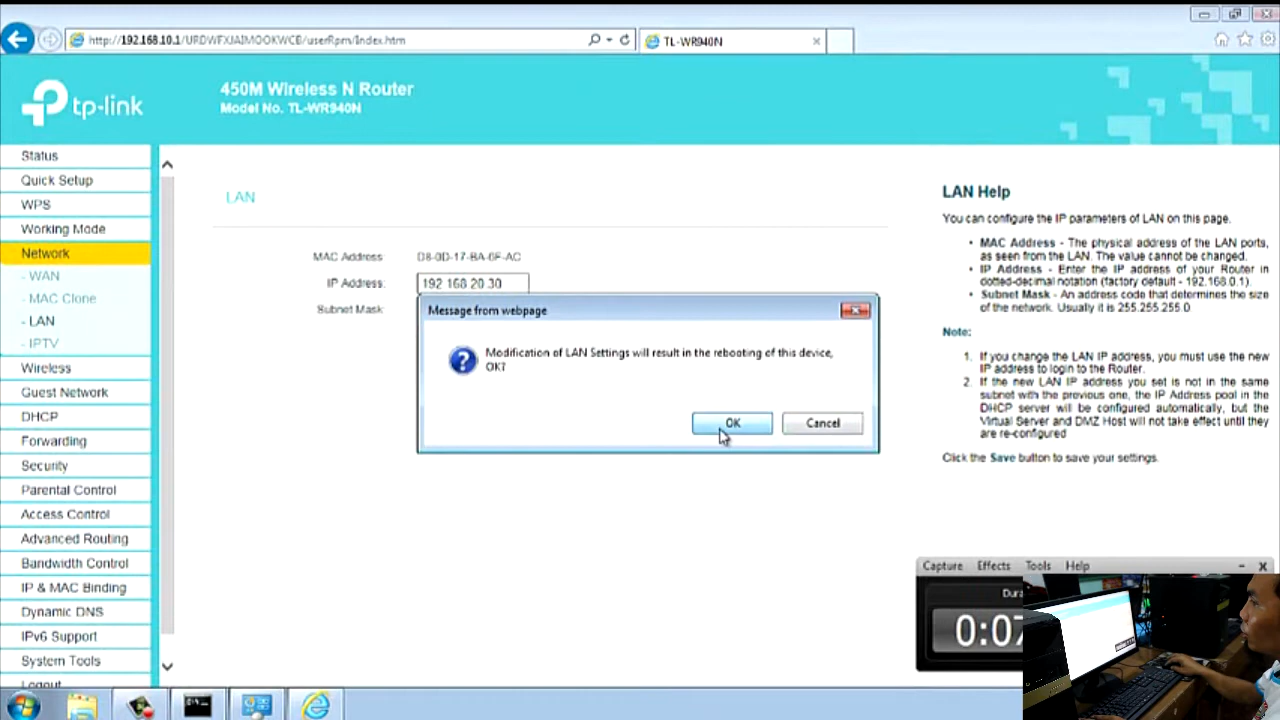 http://192.168.10.1/URDWFXJAIMOOKWCB/userRpm/Index.htm
TL-WR940N
tp-link
450M Wireless N Router
Model No. TL-WR940N
Status
Quick Setup
WPS
Working Mode
Network
- WAN
- MAC Clone
- LAN
- IPTV
Wireless
Guest Network
DHCP
Forwarding
Security
Parental Control
Access Control
Advanced Routing
Bandwidth Control
IP & MAC Binding
Dynamic DNS
IPv6 Support
System Tools
Logout
LAN
MAC Address:
D8-0D-17-BA-6F-AC
IP Address:
192.168.20.30
Subnet Mask:
Message from webpage
Modification of LAN Settings will result in the rebooting of this device,
OK?
OK
Cancel
LAN Help
You can configure the IP parameters of LAN on this page.
• MAC Address - The physical address of the LAN ports,
as seen from the LAN. The value cannot be changed.
• IP Address - Enter the IP address of your Router in
dotted-decimal notation (factory default - 192.168.0.1).
• Subnet Mask - An address code that determines the size
of the network. Usually it is 255.255.255.0
Note:
1. If you change the LAN IP address, you must use the new
IP address to login to the Router.
2. If the new LAN IP address you set is not in the same
subnet with the previous one, the IP Address pool in the
DHCP server will be configured automatically, but the
Virtual Server and DMZ Host will not take effect until they
are re-configured
Click the Save button to save your settings.
Capture Effects Tools Help
Dura
0:07